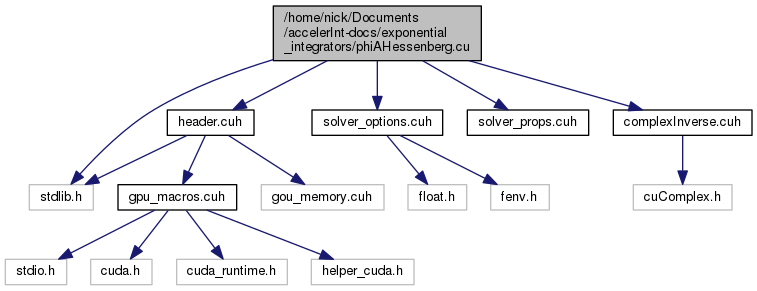 /home/nick/Documents
/accelerInt-docs/exponential
_integrators/phiAHessenberg.cu
header.cuh
solver_options.cuh
solver_props.cuh
complexInverse.cuh
stdlib.h
gpu_macros.cuh
gou_memory.cuh
float.h
fenv.h
cuComplex.h
stdio.h
cuda.h
cuda_runtime.h
helper_cuda.h